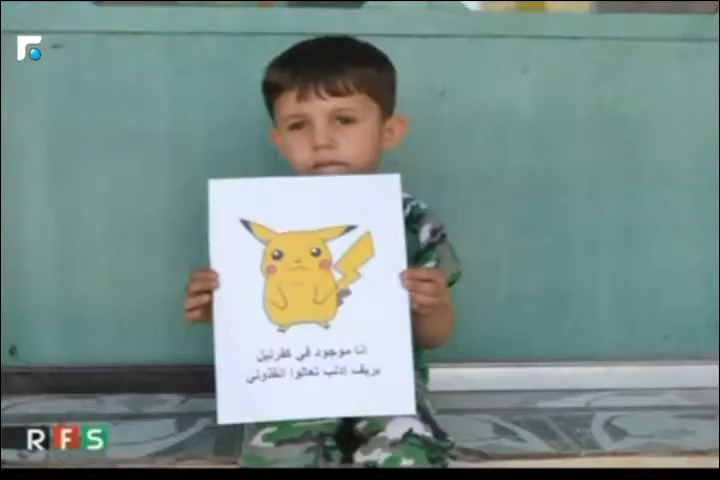 انا موجود في كفرنبل
بريف ادلب تعالوا انقذوني
RFS